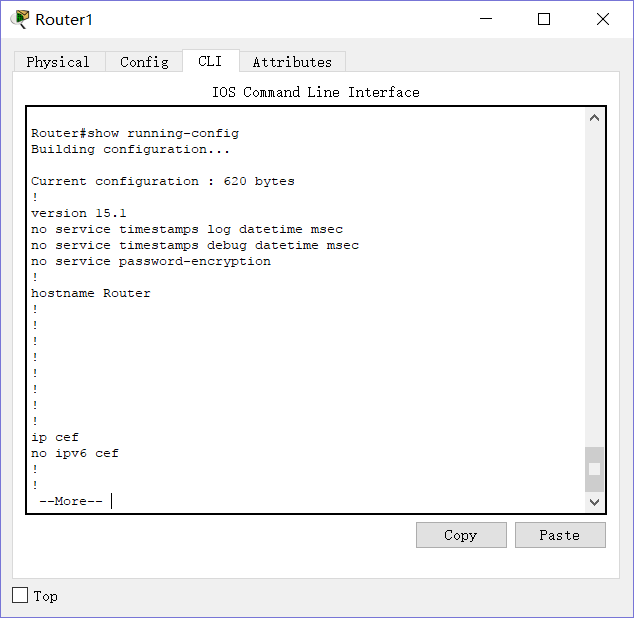 Router1
Physical Config CLI Attributes
IOS Command Line Interface
Router#show running-config
Building configuration...
Current configuration : 620 bytes
!
version 15.1
no service timestamps log datetime msec
no service timestamps debug datetime msec
no service password-encryption
!
hostname Router
!
!
!
!
!
!
!
!
ip cef
no ipv6 cef
!
!
--More--
Copy Paste
Top